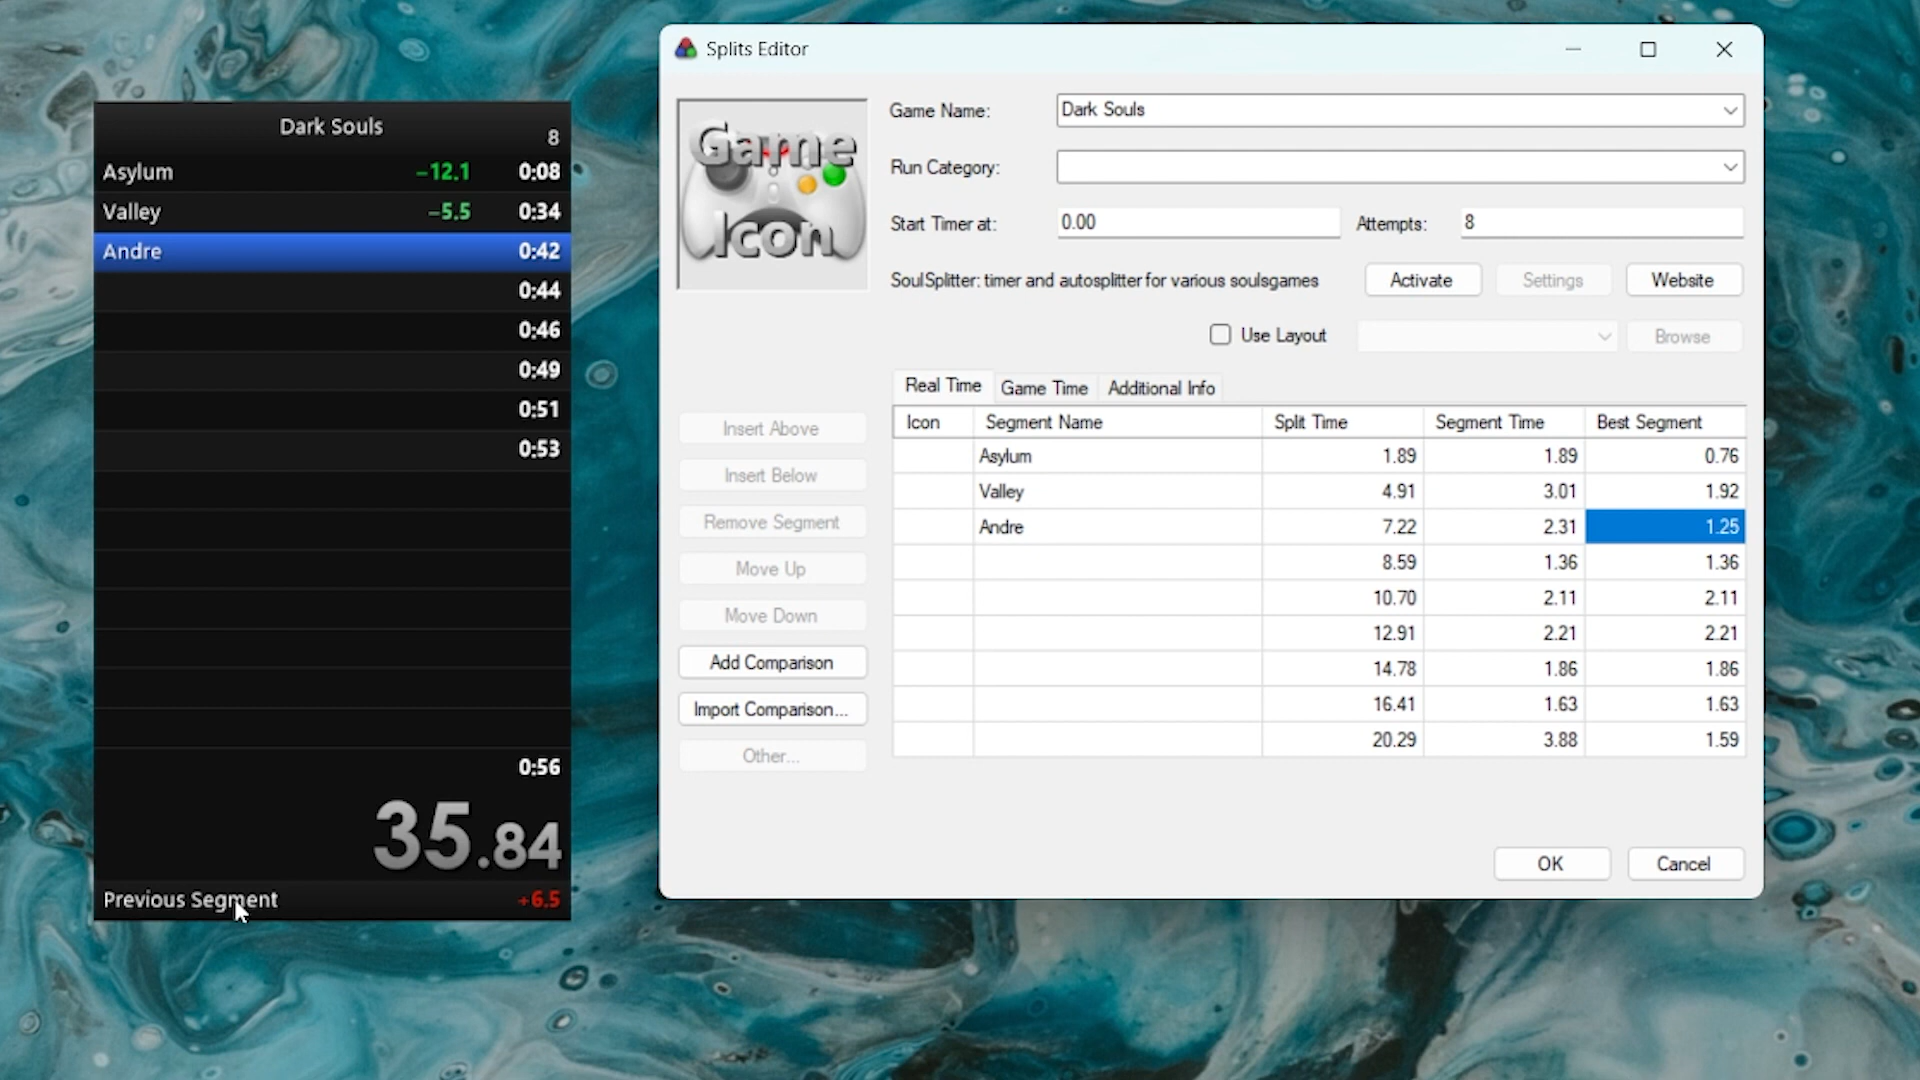 Dark Souls
8
Asylum -12.1 0:08
Valley -5.5 0:34
Andre 0:42
0:44
0:46
0:49
0:51
0:53
0:56
35.84
Previous Segment +6.5
Splits Editor
Game Icon
Game Name: Dark Souls
Run Category:
Start Timer at: 0.00 Attempts: 8
SoulSplitter: timer and autosplitter for various soulsgames Activate Settings Website
Use Layout Browse
Real Time Game Time Additional Info
Insert Above
Insert Below
Remove Segment
Move Up
Move Down
Add Comparison
Import Comparison...
Other...
Icon Segment Name Split Time Segment Time Best Segment
Asylum 1.89 1.89 0.76
Valley 4.91 3.01 1.92
Andre 7.22 2.31 1.25
8.59 1.36 1.36
10.70 2.11 2.11
12.91 2.21 2.21
14.78 1.86 1.86
16.41 1.63 1.63
20.29 3.88 1.59
OK Cancel